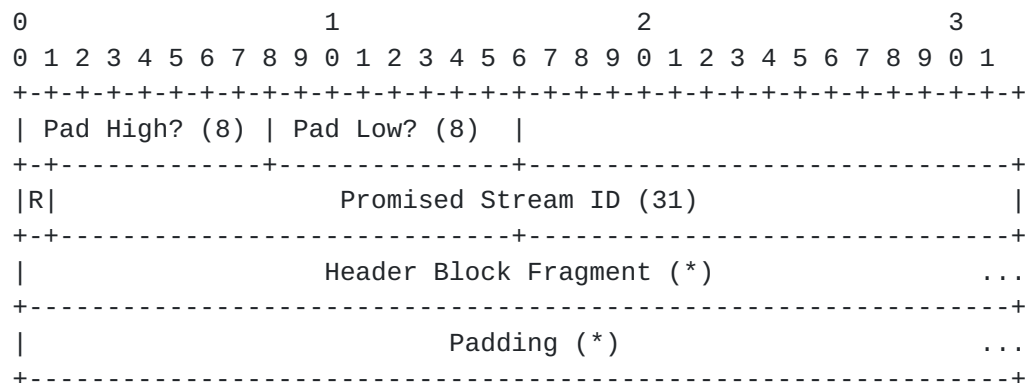 0                   1                   2                   3
0 1 2 3 4 5 6 7 8 9 0 1 2 3 4 5 6 7 8 9 0 1 2 3 4 5 6 7 8 9 0 1
+-+-+-+-+-+-+-+-+-+-+-+-+-+-+-+-+-+-+-+-+-+-+-+-+-+-+-+-+-+-+-+-+
| Pad High? (8) | Pad Low? (8)  |
+-+-------------+---------------+-------------------------------+
|R|                  Promised Stream ID (31)                    |
+-+-----------------------------+-------------------------------+
|                   Header Block Fragment (*)                 ...
+---------------------------------------------------------------+
|                           Padding (*)                       ...
+---------------------------------------------------------------+